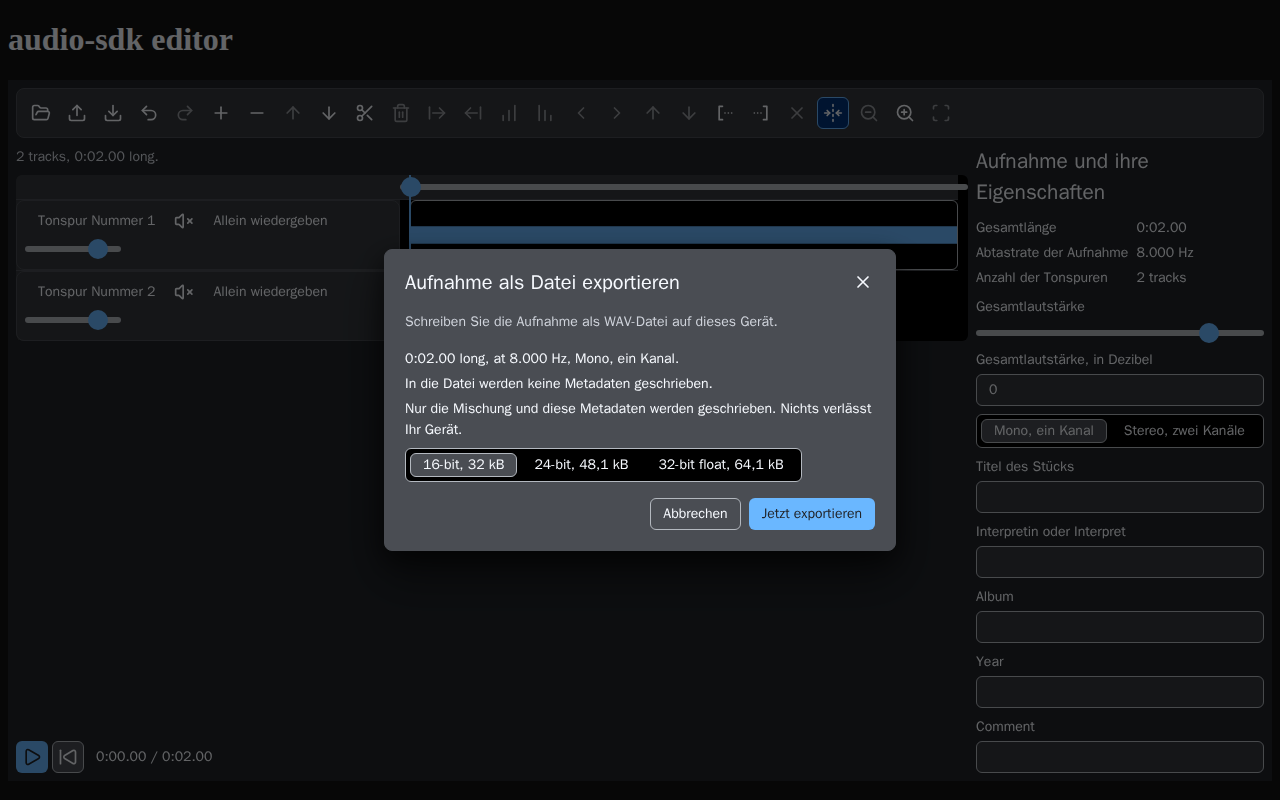 audio-sdk editor
2 tracks, 0:02.00 long.
Tonspur Nummer 1
Allein wiedergeben
Tonspur Nummer 2
Allein wiedergeben
Aufnahme als Datei exportieren
Schreiben Sie die Aufnahme als WAV-Datei auf dieses Gerät.
0:02.00 long, at 8.000 Hz, Mono, ein Kanal.
In die Datei werden keine Metadaten geschrieben.
Nur die Mischung und diese Metadaten werden geschrieben. Nichts verlässt
Ihr Gerät.
16-bit, 32 kB 24-bit, 48,1 kB 32-bit float, 64,1 kB
Abbrechen Jetzt exportieren
Aufnahme und ihre
Eigenschaften
Gesamtlänge 0:02.00
Abtastrate der Aufnahme 8.000 Hz
Anzahl der Tonspuren 2 tracks
Gesamtlautstärke
Gesamtlautstärke, in Dezibel
0
Mono, ein Kanal Stereo, zwei Kanäle
Titel des Stücks
Interpretin oder Interpret
Album
Year
Comment
0:00.00 / 0:02.00